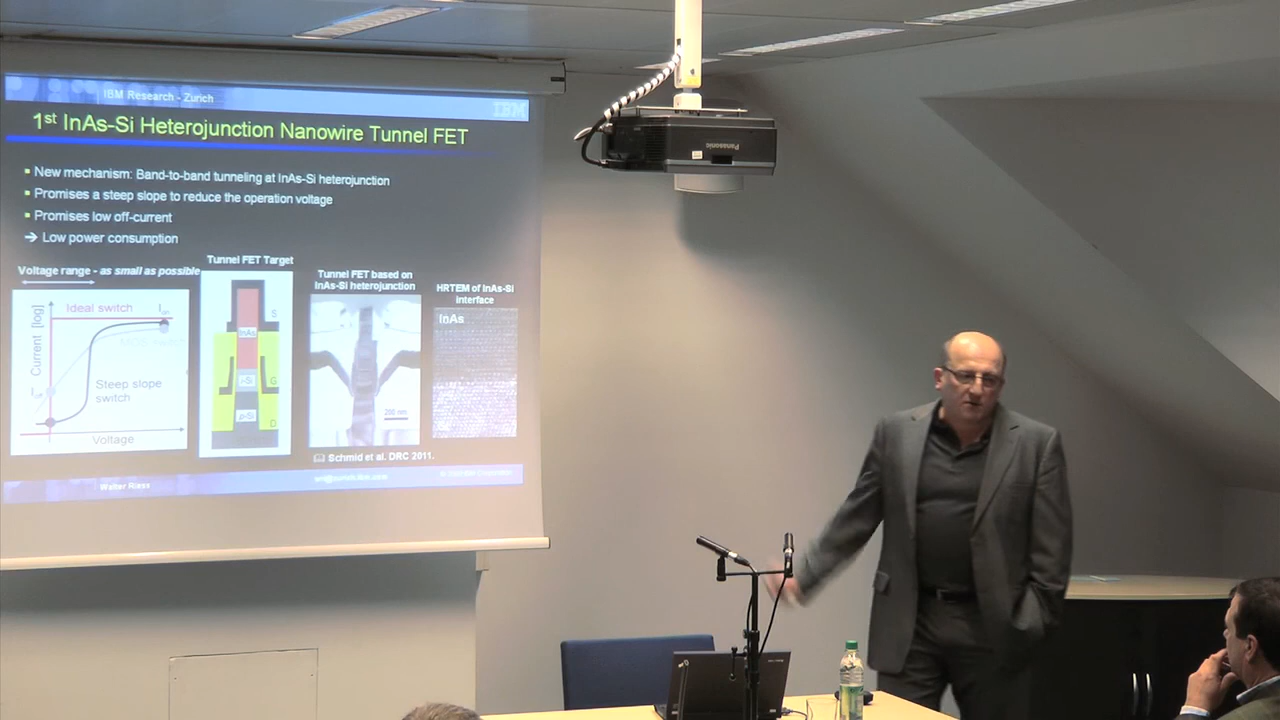 IBM Research - Zurich
IBM
1st InAs-Si Heterojunction Nanowire Tunnel FET
New mechanism: Band-to-band tunneling at InAs-Si heterojunction
Promises a steep slope to reduce the operation voltage
Promises low off-current
→ Low power consumption
Voltage range - as small as possible
Ideal switch
Ion
Current [log]
Steep slope
switch
Voltage
Tunnel FET Target
S
InAs
i-Si
G
p-Si
D
Tunnel FET based on
InAs-Si heterojunction
200 nm
HRTEM of InAs-Si
interface
InAs
Schmid et al. DRC 2011.
Walter Riess
Panasonic